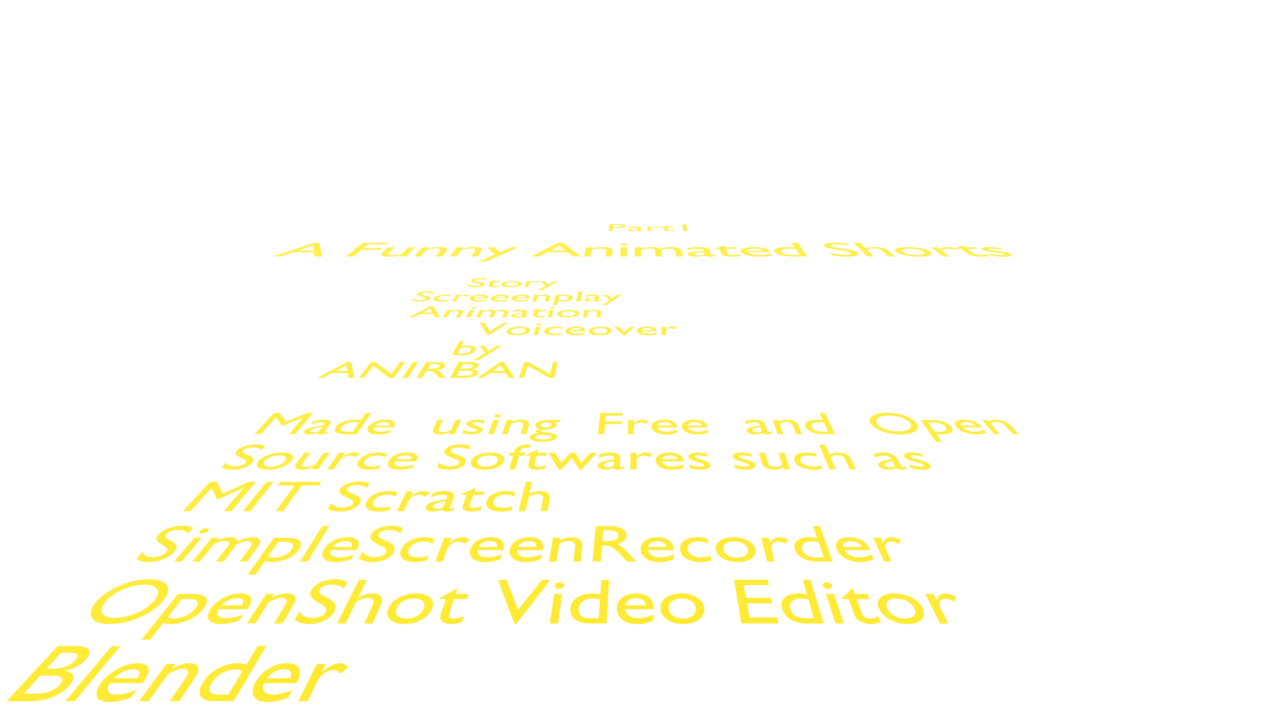 Part1
A Funny Animated Shorts
Story
Screeenplay
Animation
Voiceover
by
ANIRBAN
Made using Free and Open
Source Softwares such as
MIT Scratch
SimpleScreenRecorder
OpenShot Video Editor
Blender